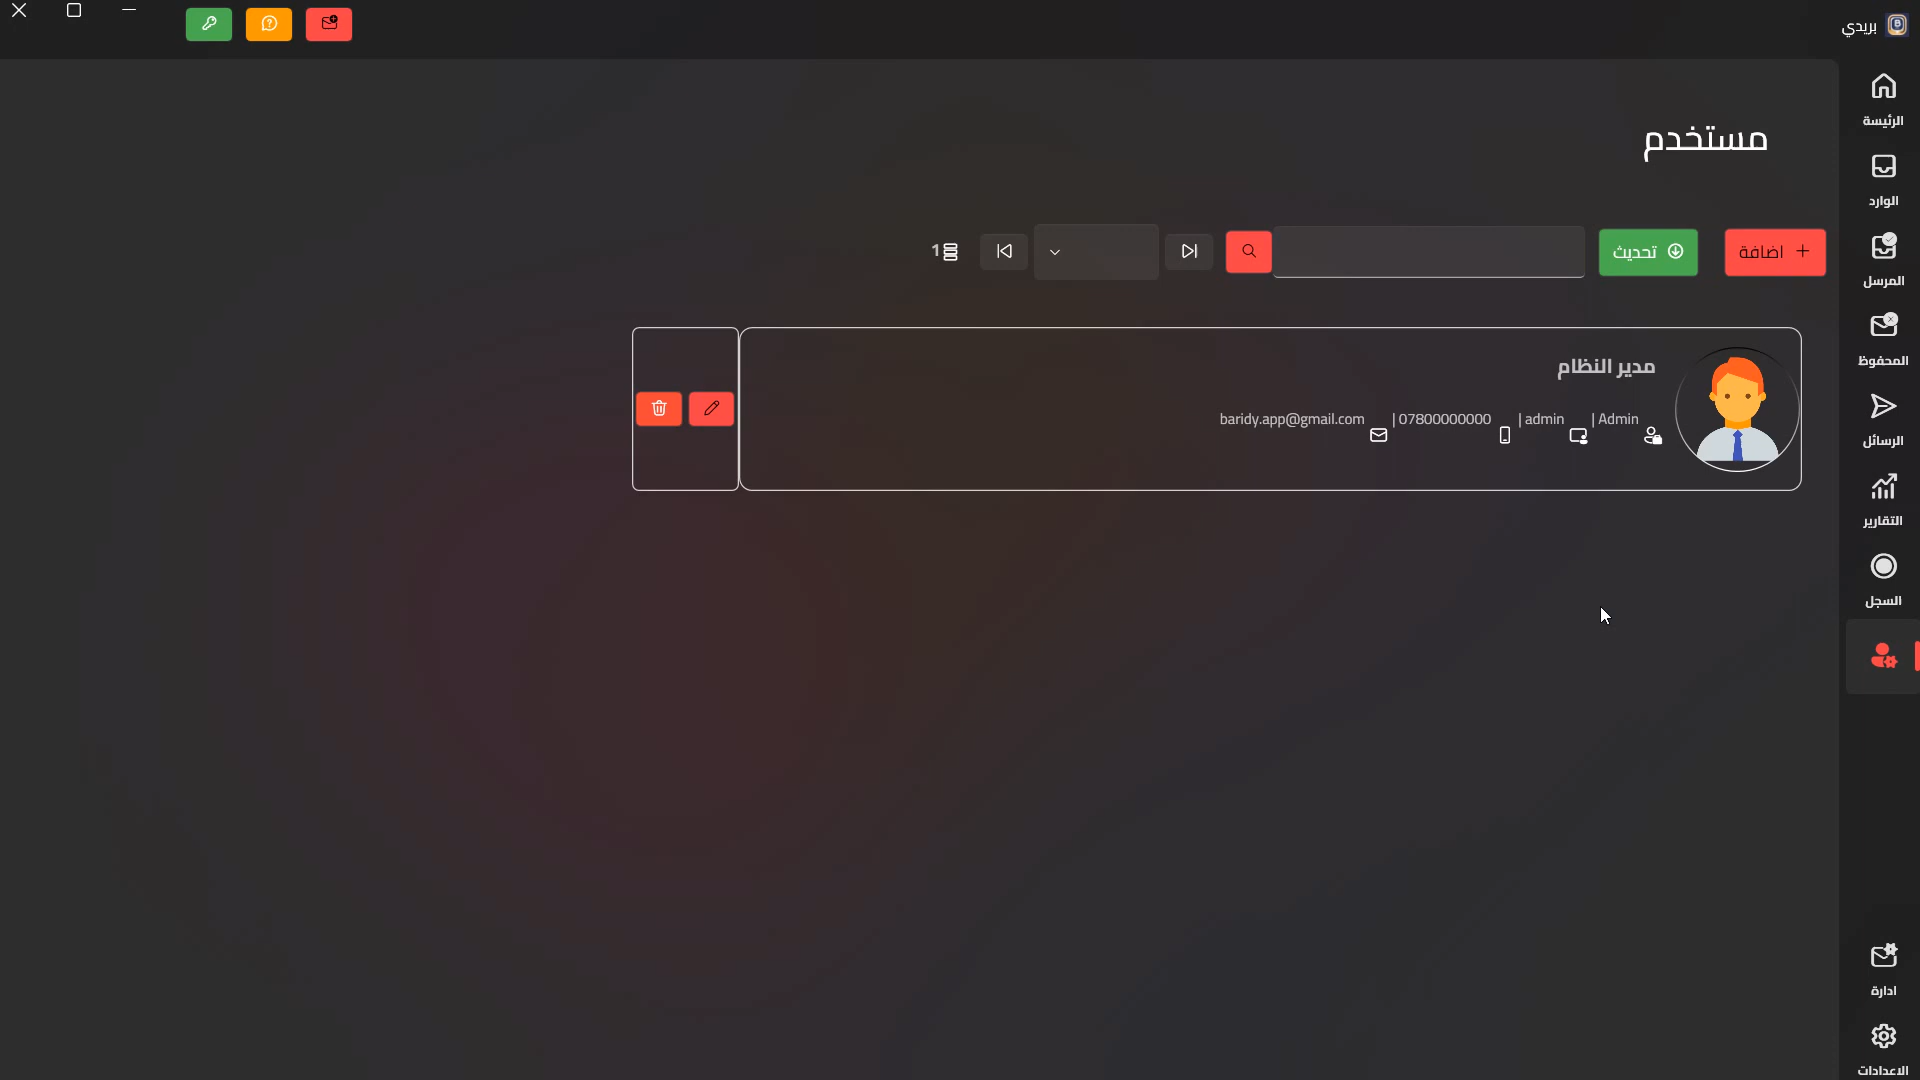 بريدي
الرئيسة
الوارد
المرسل
المحفوظ
الرسائل
التقارير
السجل
ادارة
الاعدادات
مستخدم
اضافة
تحديث
1
مدير النظام
Admin | admin | 07800000000 | baridy.app@gmail.com